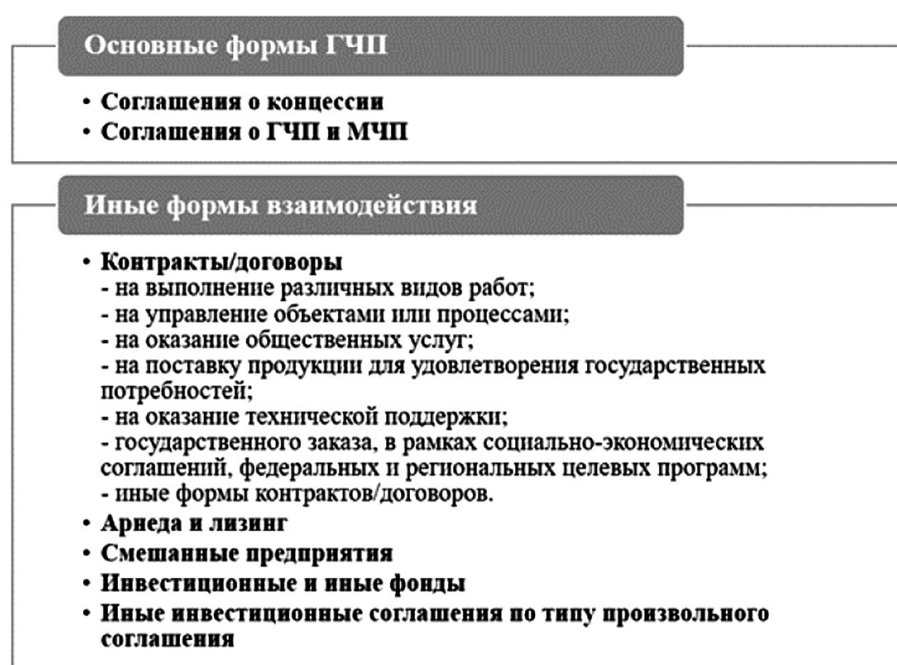 Основные формы ГЧП
• Соглашения о концессии
• Соглашения о ГЧП и МЧП
Иные формы взаимодействия
• Контракты/договоры
- на выполнение различных видов работ;
- на управление объектами или процессами;
- на оказание общественных услуг;
- на поставку продукции для удовлетворения государственных
потребностей;
- на оказание технической поддержки;
- государственного заказа, в рамках социально-экономических
соглашений, федеральных и региональных целевых программ;
- иные формы контрактов/договоров.
• Арнеда и лизинг
• Смешанные предприятия
• Инвестиционные и иные фонды
• Иные инвестиционные соглашения по типу произвольного
соглашения